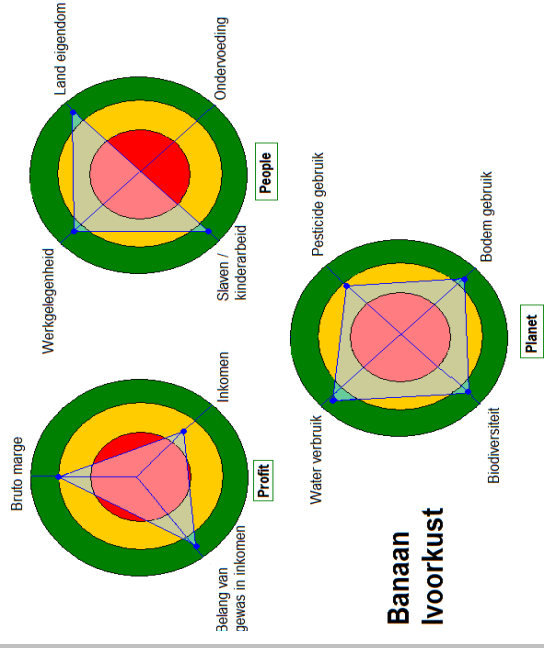 Bruto marge
Belang van
gewas in inkomen
Inkomen
Profit
Werkgelegenheid
Land eigendom
Slaven /
kinderarbeid
Ondervoeding
People
Banaan
Ivoorkust
Water verbruik
Pesticide gebruik
Biodiversiteit
Bodem gebruik
Planet